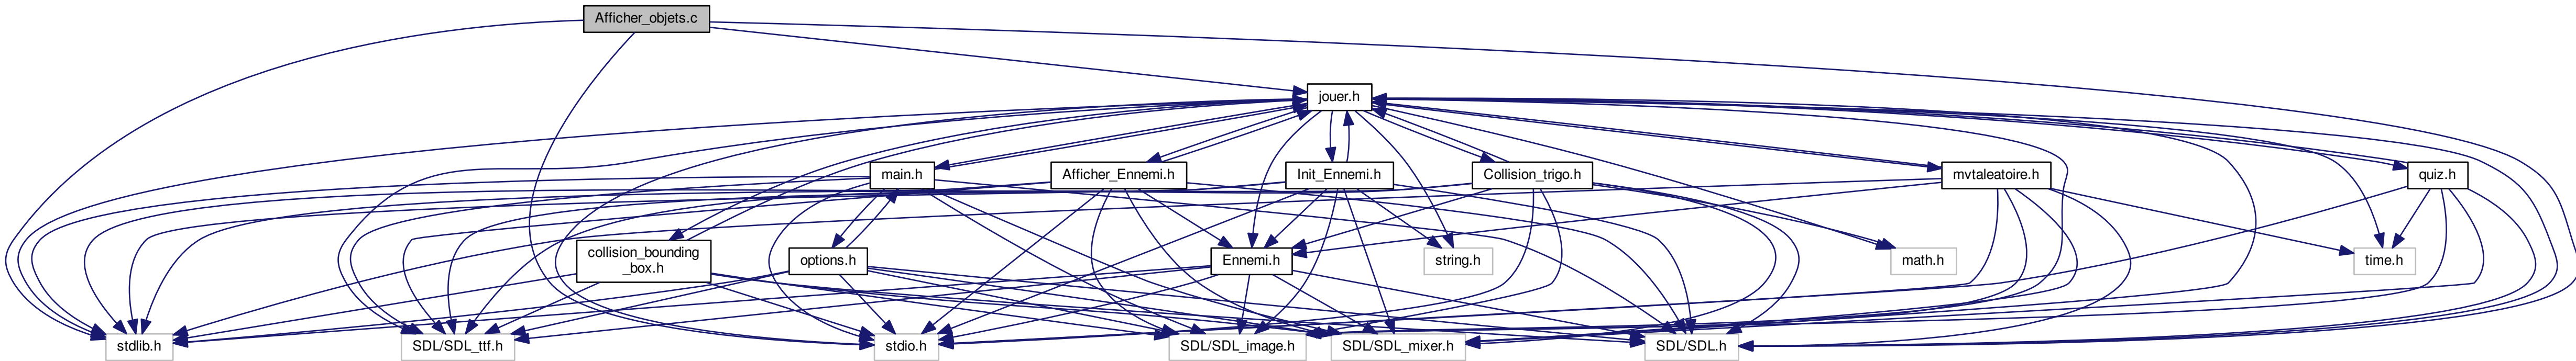 Afficher_objets.c
jouer.h
main.h
Afficher_Ennemi.h
Init_Ennemi.h
Collision_trigo.h
mvtaleatoire.h
quiz.h
collision_bounding
_box.h
options.h
Ennemi.h
string.h
math.h
time.h
stdlib.h
SDL/SDL_ttf.h
stdio.h
SDL/SDL_image.h
SDL/SDL_mixer.h
SDL/SDL.h